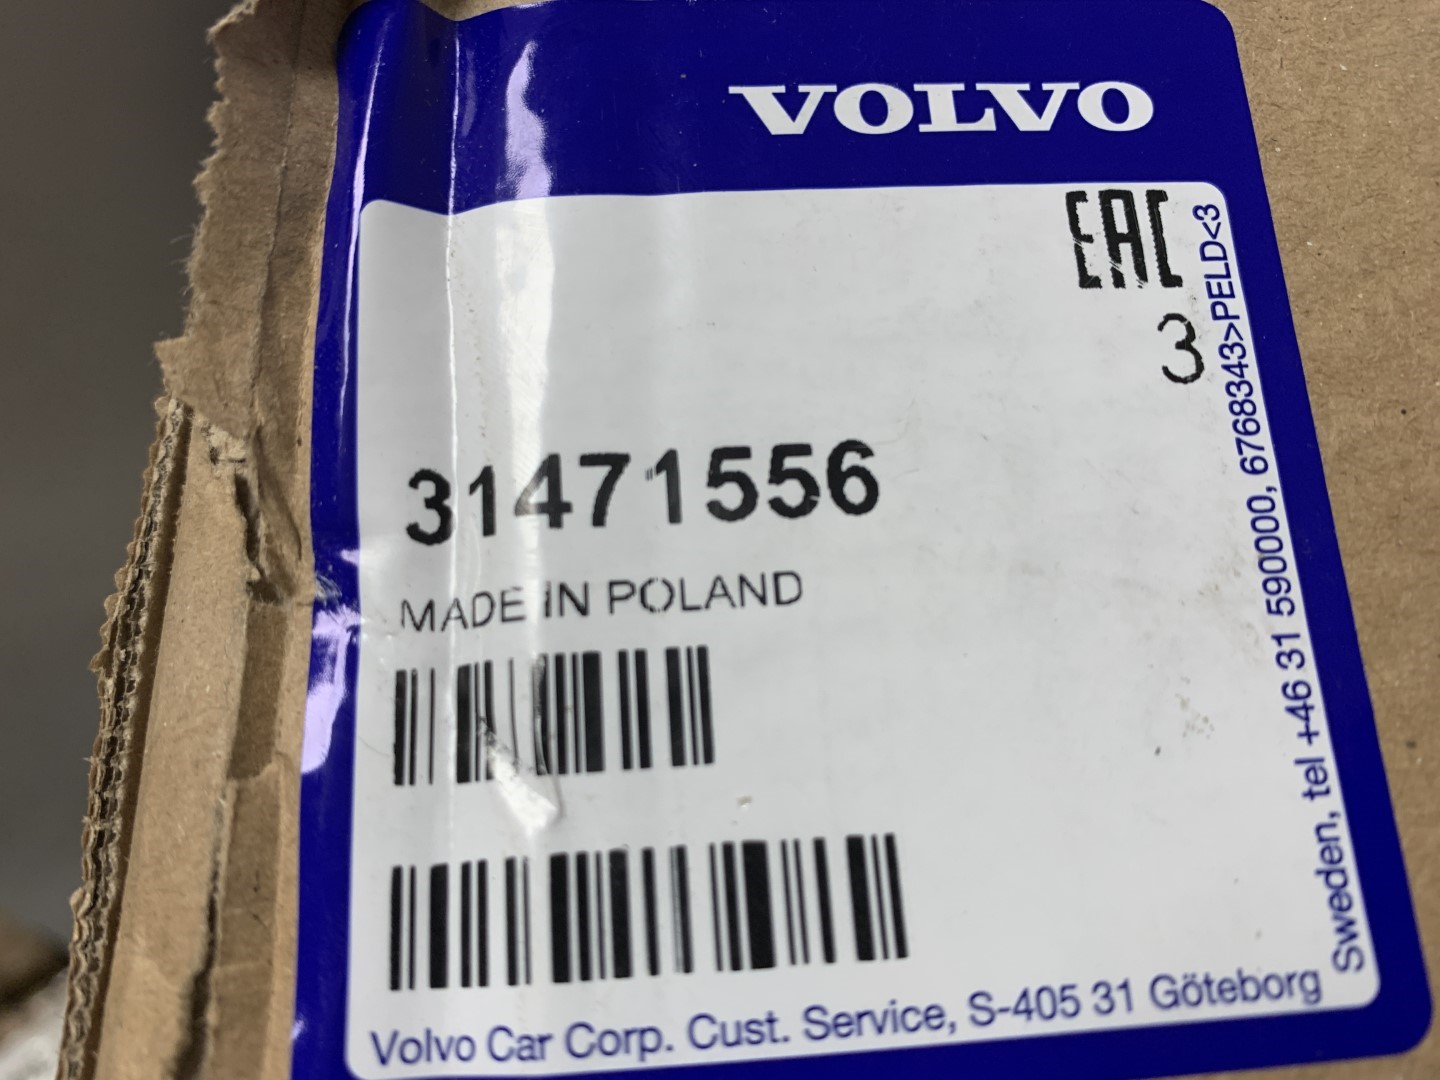 VOLVO
EAC
3
31471556
MADE IN POLAND
Volvo Car Corp. Cust. Service, S-405 31 Göteborg
Sweden, tel +46 31 590000, 6768343>PELD<3